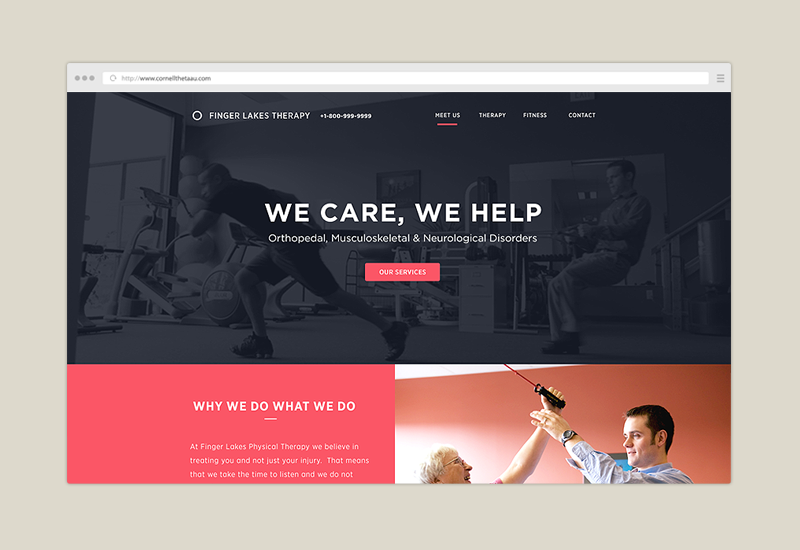 http://www.cornellthetaau.com
FINGER LAKES THERAPY +1-800-999-9999 MEET US THERAPY FITNESS CONTACT
WE CARE, WE HELP
Orthopedal, Musculoskeletal & Neurological Disorders
OUR SERVICES
WHY WE DO WHAT WE DO
At Finger Lakes Physical Therapy we believe in
treating you and not just your injury. That means
that we take the time to listen and we do not